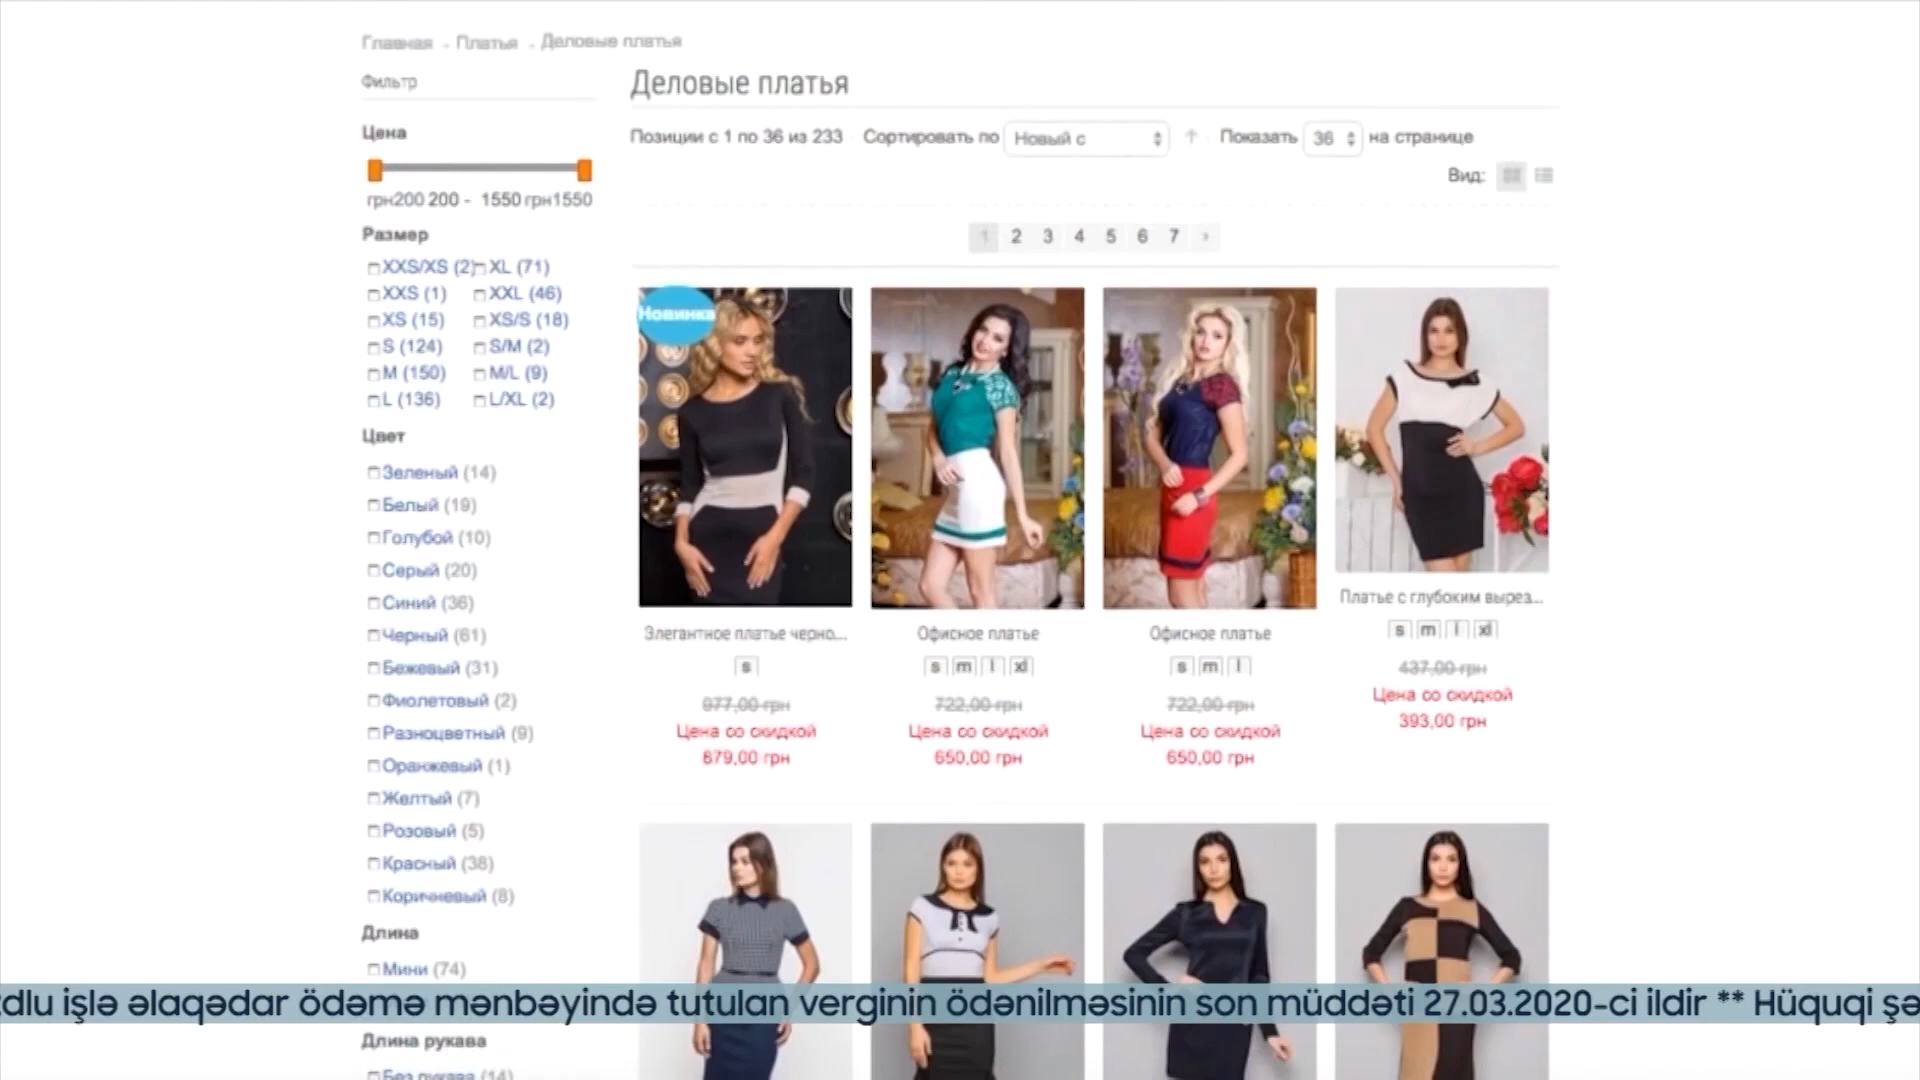 Главная - Платья - Деловые платья
Фильтр
Деловые платья
Цена
Позиции с 1 по 36 из 233 Сортировать по Новый с Показать 36 на странице
Вид:
грн200 200 - 1550 грн1550
1 2 3 4 5 6 7 ›
Размер
XXS/XS (2) XL (71)
XXS (1) XXL (46)
XS (15) XS/S (18)
S (124) S/M (2)
M (150) M/L (9)
L (136) L/XL (2)
Цвет
Зеленый (14)
Белый (19)
Голубой (10)
Серый (20)
Синий (36)
Черный (61)
Бежевый (31)
Фиолетовый (2)
Разноцветный (9)
Оранжевый (1)
Желтый (7)
Розовый (5)
Красный (38)
Коричневый (8)
Длина
Мини (74)
Длина рукава
Без рукава (14)
Новинка
Элегантное платье черно...
s
977,00 грн
Цена со скидкой
879,00 грн
Офисное платье
s m l xl
722,00 грн
Цена со скидкой
650,00 грн
Офисное платье
s m l
722,00 грн
Цена со скидкой
650,00 грн
Платье с глубоким вырез...
s m l xl
437,00 грн
Цена со скидкой
393,00 грн
işlə əlaqədar ödəmə mənbəyində tutulan verginin ödənilməsinin son müddəti 27.03.2020-ci ildir ** Hüquqi